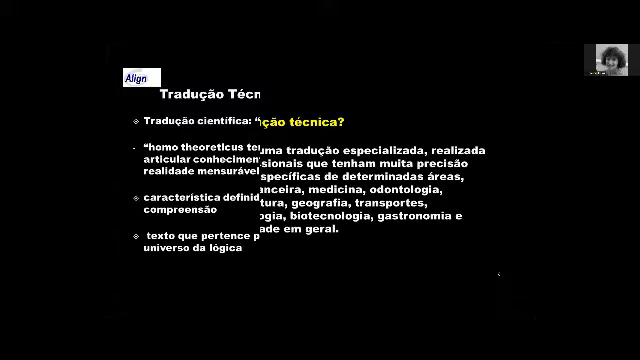 Align
Tradução Técn
Tradução científica: “
ção técnica?
“homo theoreticus te
uma tradução especializada, realizada
articular conhecimen
sionais que tenham muita precisão
realidade mensurável
specíficas de determinadas áreas,
anceira, medicina, odontologia,
característica definid
tura, geografia, transportes,
compreensão
ogia, biotecnologia, gastronomia e
texto que pertence p
ade em geral.
universo da lógica